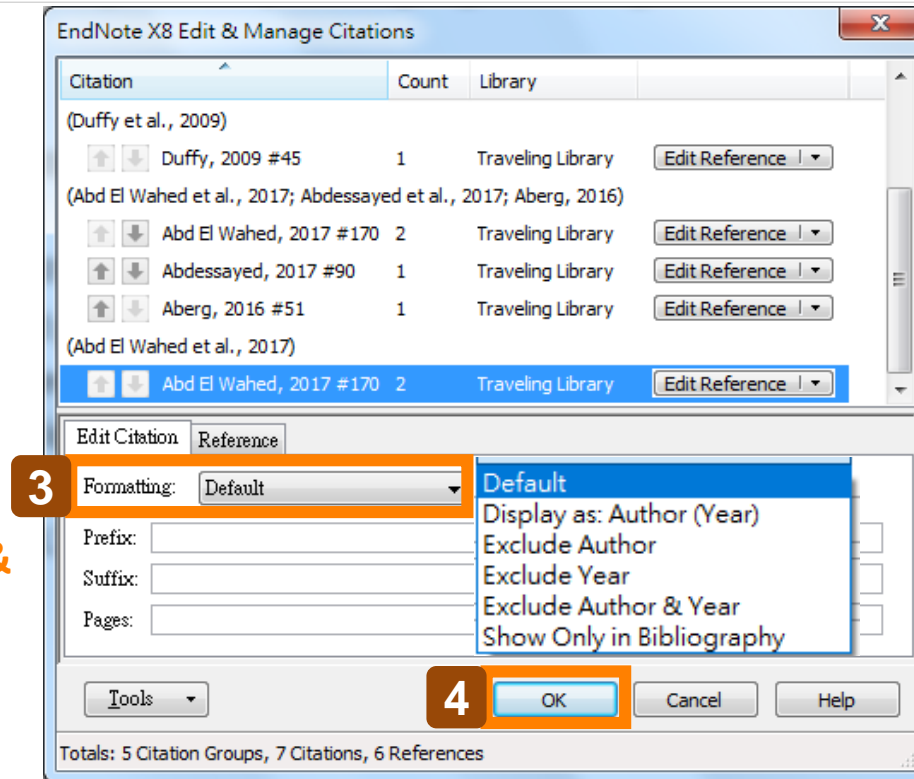 EndNote X8 Edit & Manage Citations
X
Citation Count Library
(Duffy et al., 2009)
Duffy, 2009 #45 1 Traveling Library Edit Reference
(Abd El Wahed et al., 2017; Abdessayed et al., 2017; Aberg, 2016)
Abd El Wahed, 2017 #170 2 Traveling Library Edit Reference
Abdessayed, 2017 #90 1 Traveling Library Edit Reference
Aberg, 2016 #51 1 Traveling Library Edit Reference
(Abd El Wahed et al., 2017)
Abd El Wahed, 2017 #170 2 Traveling Library Edit Reference
Edit Citation Reference
3 Formatting: Default
Default
Display as: Author (Year)
Exclude Author
Exclude Year
Exclude Author & Year
Show Only in Bibliography
Prefix:
&
Suffix:
Pages:
Tools 4 OK Cancel Help
Totals: 5 Citation Groups, 7 Citations, 6 References